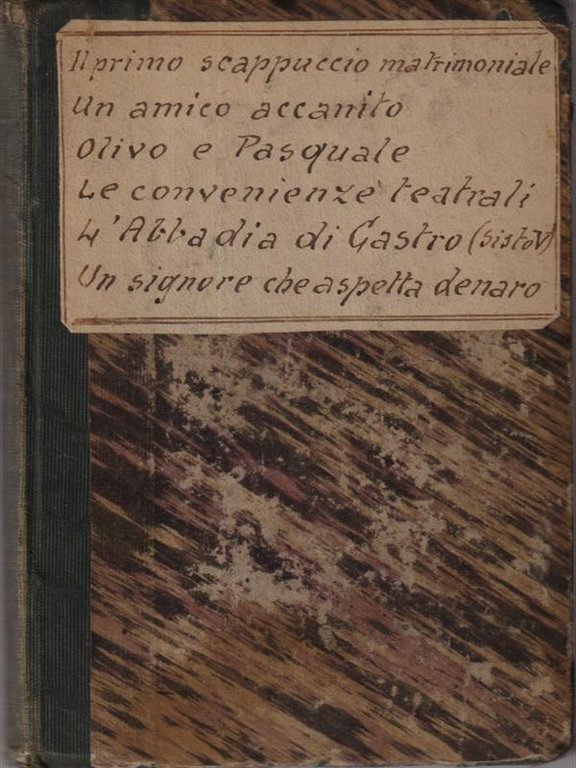 Il primo scappuccio matrimoniale
Un amico accanito
Olivo e Pasquale
Le convenienze teatrali
L'Abbadia di Castro (Sisto V)
Un signore che aspetta denaro